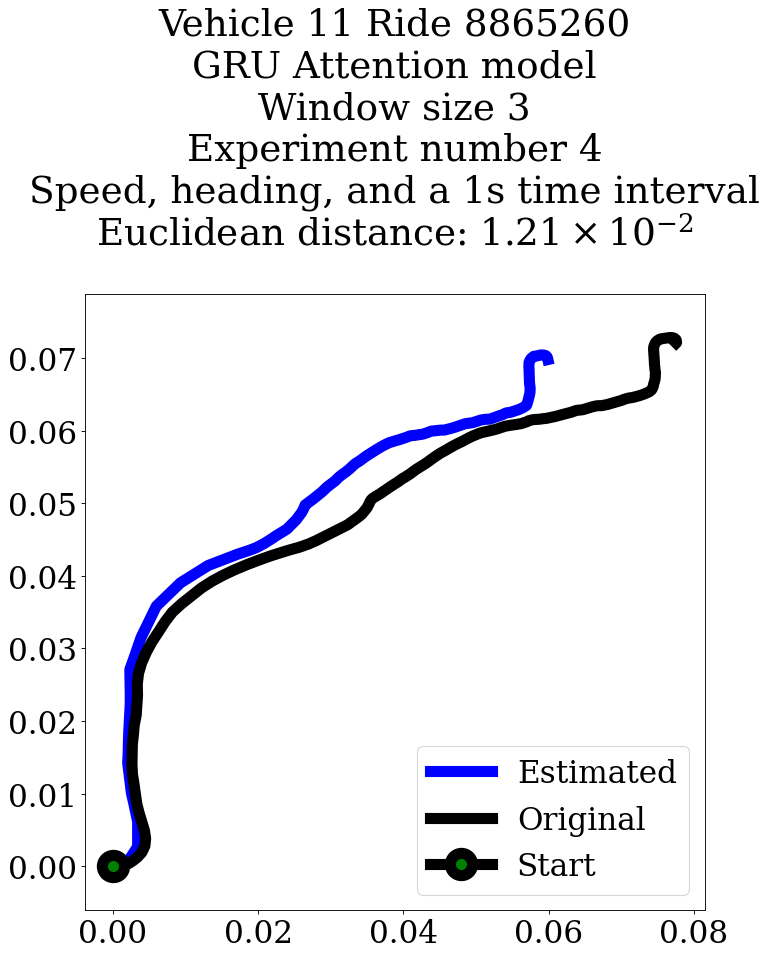 Vehicle 11 Ride 8865260
GRU Attention model
Window size 3
Experiment number 4
Speed, heading, and a 1s time interval
Euclidean distance: 1.21 × 10⁻²
0.07
0.06
0.05
0.04
0.03
0.02
0.01
0.00
Estimated
Original
Start
0.00 0.02 0.04 0.06 0.08